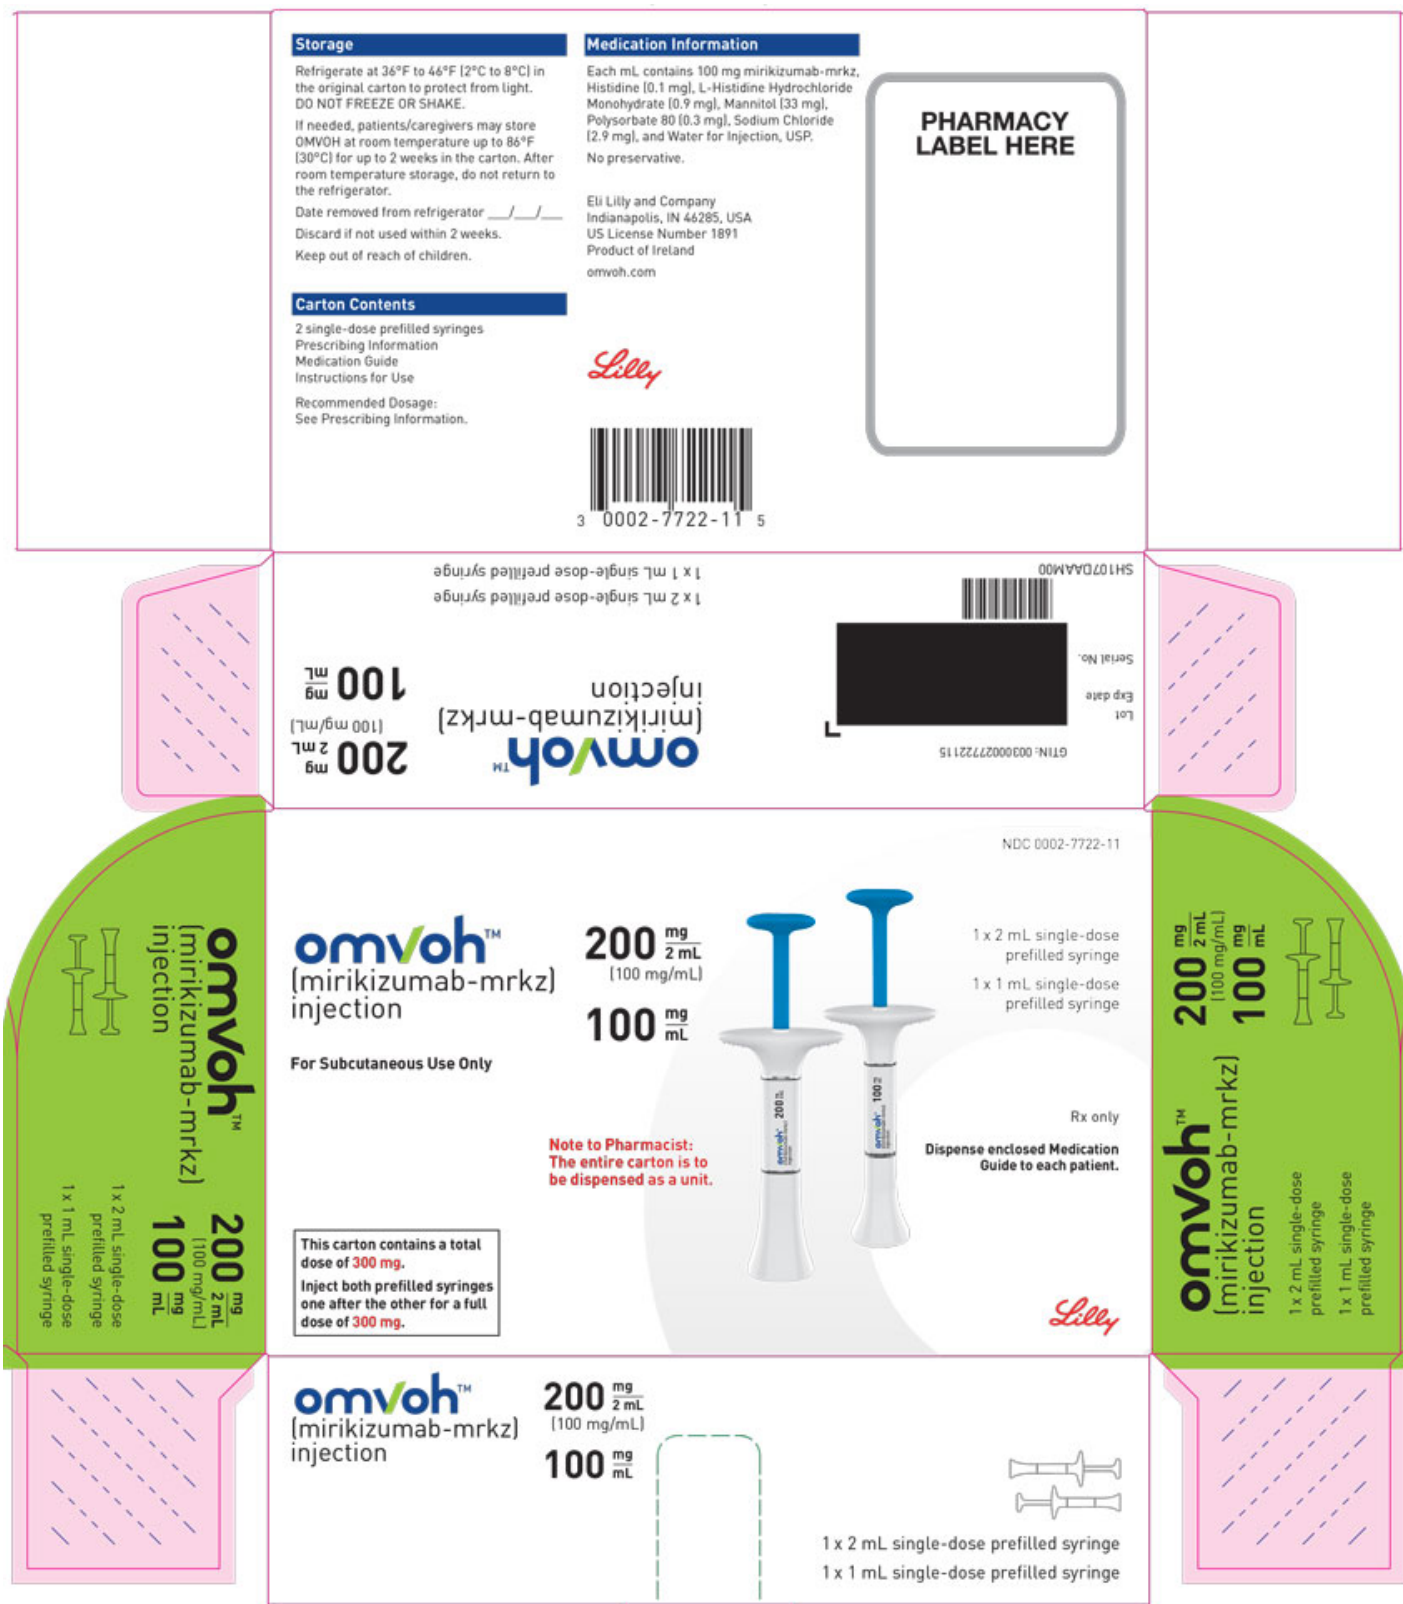 Storage
Refrigerate at 36°F to 46°F (2°C to 8°C) in
the original carton to protect from light.
DO NOT FREEZE OR SHAKE.
If needed, patients/caregivers may store
OMVOH at room temperature up to 86°F
(30°C) for up to 2 weeks in the carton. After
room temperature storage, do not return to
the refrigerator.
Date removed from refrigerator ___/___/___
Discard if not used within 2 weeks.
Keep out of reach of children.
Carton Contents
2 single-dose prefilled syringes
Prescribing Information
Medication Guide
Instructions for Use
Recommended Dosage:
See Prescribing Information.
Medication Information
Each mL contains 100 mg mirikizumab-mrkz,
Histidine (0.1 mg), L-Histidine Hydrochloride
Monohydrate (0.9 mg), Mannitol (33 mg),
Polysorbate 80 (0.3 mg), Sodium Chloride
(2.9 mg), and Water for Injection, USP.
No preservative.
Eli Lilly and Company
Indianapolis, IN 46285, USA
US License Number 1891
Product of Ireland
omvoh.com
Lilly
3 0002-7722-11 5
PHARMACY
LABEL HERE
GTIN: 00300027722115
Lot
Exp date
Serial No.
SH107DAAM00
omvoh™
(mirikizumab-mrkz)
injection
200 mg/2 mL
(100 mg/mL)
100 mg/mL
1 x 2 mL single-dose prefilled syringe
1 x 1 mL single-dose prefilled syringe
omvoh™
(mirikizumab-mrkz)
injection
200 mg/2 mL
(100 mg/mL)
100 mg/mL
1 x 2 mL single-dose
prefilled syringe
1 x 1 mL single-dose
prefilled syringe
NDC 0002-7722-11
omvoh™
(mirikizumab-mrkz)
injection
For Subcutaneous Use Only
200 mg/2 mL
(100 mg/mL)
100 mg/mL
1 x 2 mL single-dose
prefilled syringe
1 x 1 mL single-dose
prefilled syringe
omvoh 200
omvoh 100
Rx only
Dispense enclosed Medication
Guide to each patient.
Note to Pharmacist:
The entire carton is to
be dispensed as a unit.
This carton contains a total
dose of 300 mg.
Inject both prefilled syringes
one after the other for a full
dose of 300 mg.
Lilly
omvoh™
(mirikizumab-mrkz)
injection
200 mg/2 mL
(100 mg/mL)
100 mg/mL
1 x 2 mL single-dose
prefilled syringe
1 x 1 mL single-dose
prefilled syringe
omvoh™
(mirikizumab-mrkz)
injection
200 mg/2 mL
(100 mg/mL)
100 mg/mL
1 x 2 mL single-dose prefilled syringe
1 x 1 mL single-dose prefilled syringe